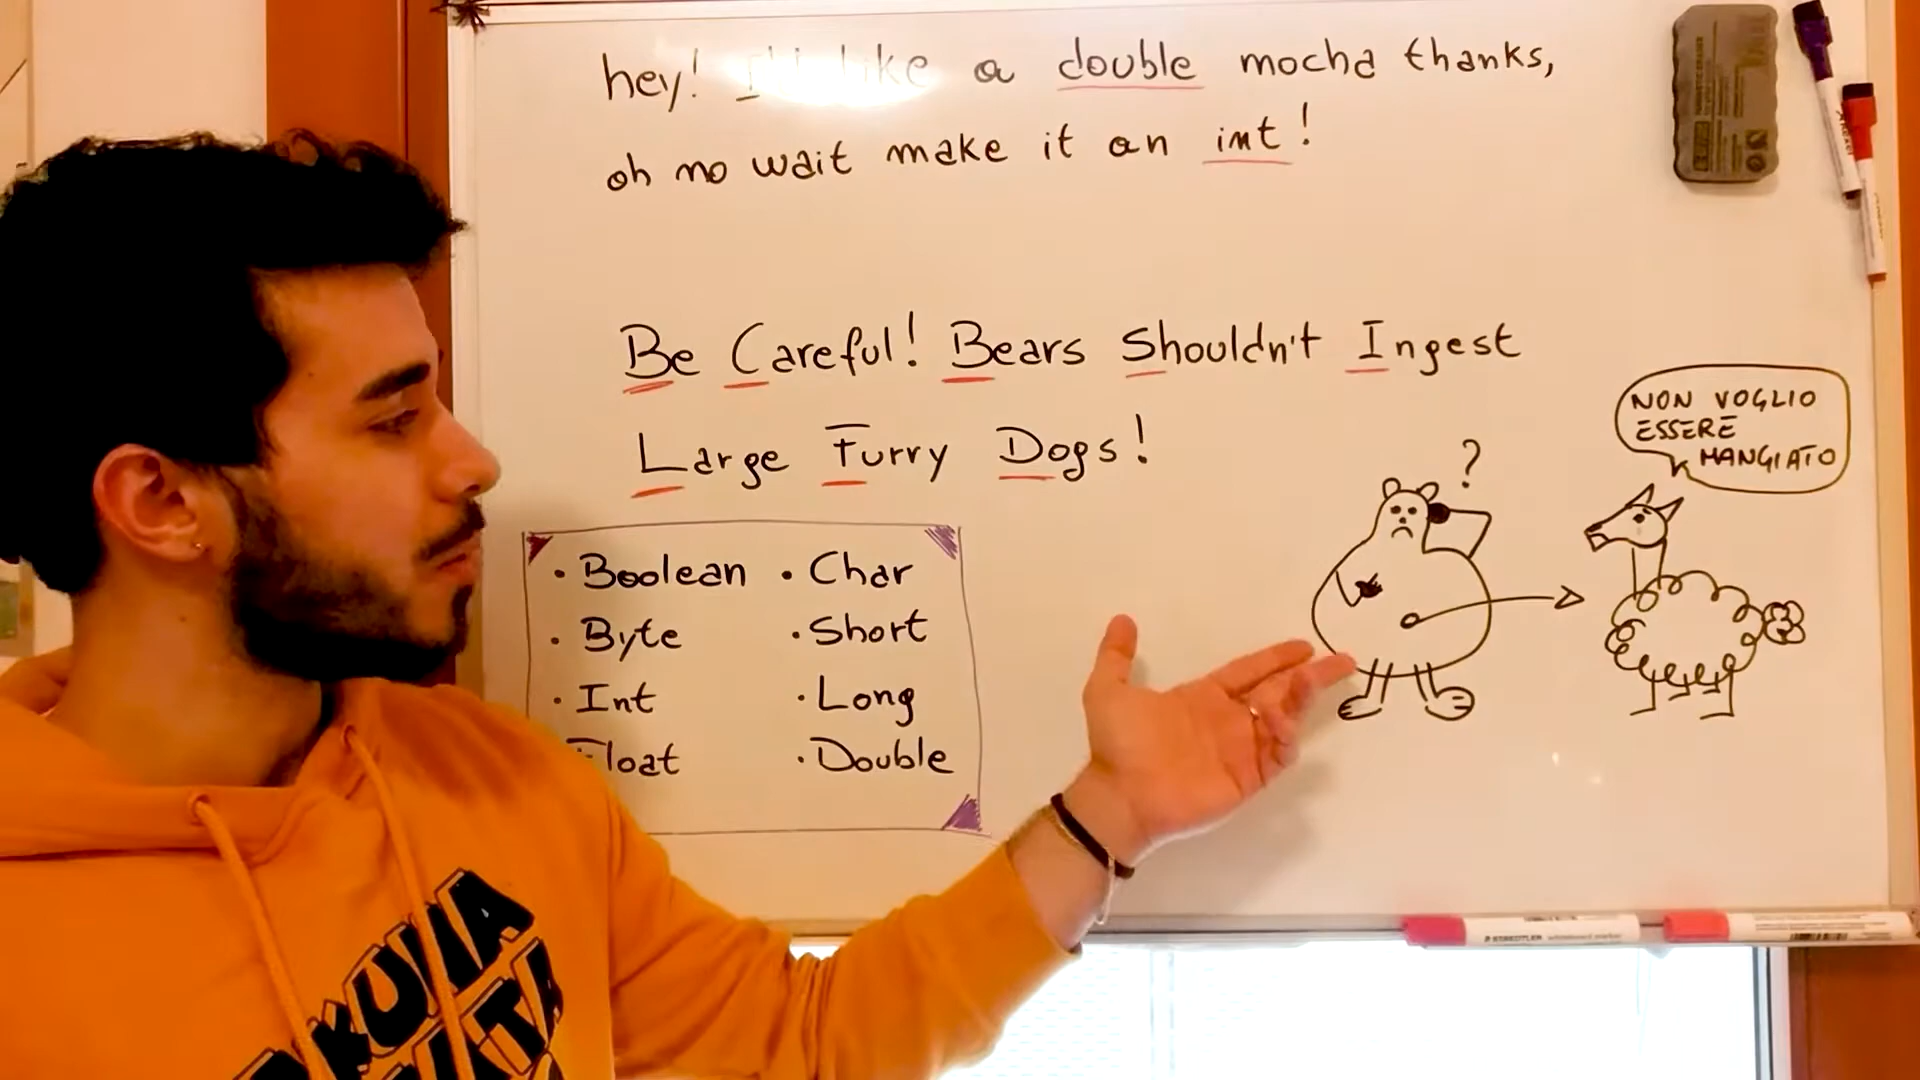 hey! I'd like a double mocha thanks,
oh no wait make it an int!
Be Careful! Bears Shouldn't Ingest
Large Furry Dogs!
• Boolean • Char
• Byte • Short
• Int • Long
Float • Double
?
NON VOGLIO
ESSERE
MANGIATO
STAEDTLER